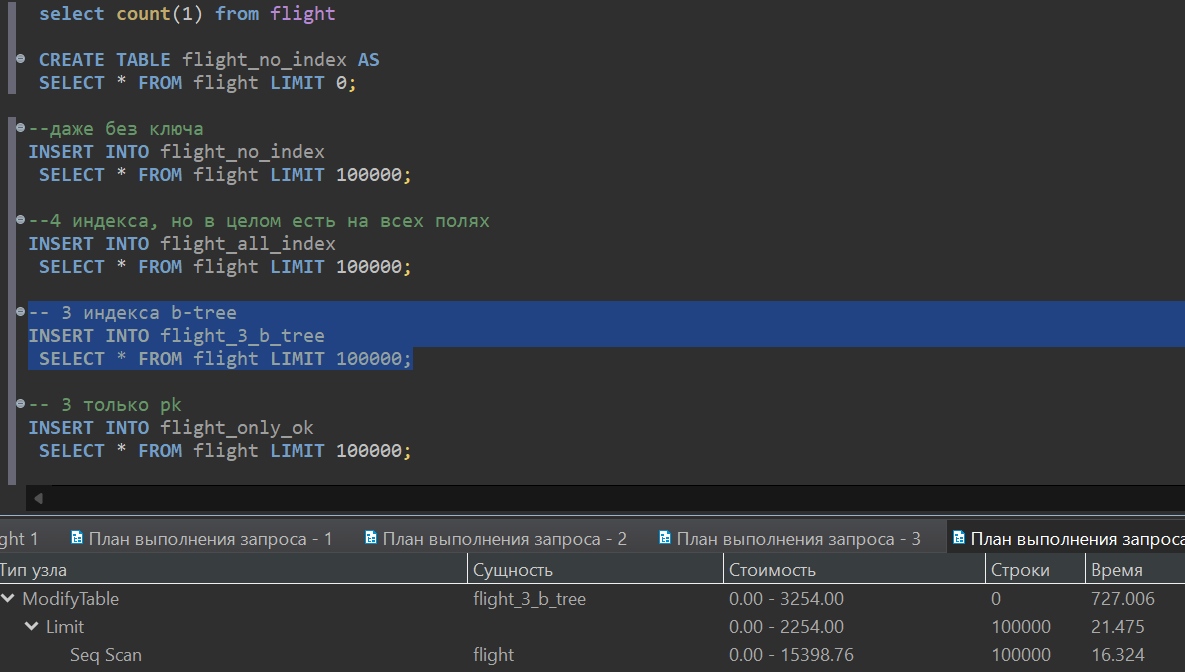 select count(1) from flight
CREATE TABLE flight_no_index AS
SELECT * FROM flight LIMIT 0;
--даже без ключа
INSERT INTO flight_no_index
SELECT * FROM flight LIMIT 100000;
--4 индекса, но в целом есть на всех полях
INSERT INTO flight_all_index
SELECT * FROM flight LIMIT 100000;
-- 3 индекса b-tree
INSERT INTO flight_3_b_tree
SELECT * FROM flight LIMIT 100000;
-- 3 только pk
INSERT INTO flight_only_ok
SELECT * FROM flight LIMIT 100000;
ght 1 План выполнения запроса - 1 План выполнения запроса - 2 План выполнения запроса - 3 План выполнения запроса
Тип узла Сущность Стоимость Строки Время
ModifyTable flight_3_b_tree 0.00 - 3254.00 0 727.006
Limit 0.00 - 2254.00 100000 21.475
Seq Scan flight 0.00 - 15398.76 100000 16.324